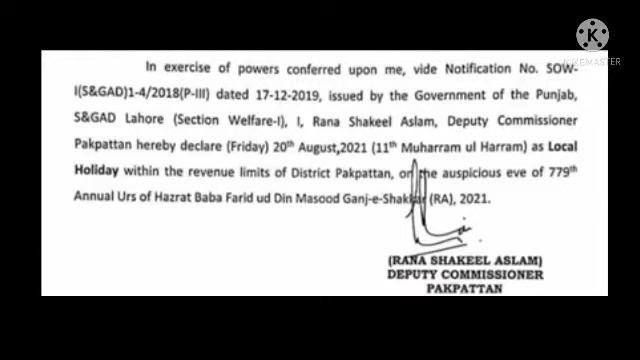 K
KINEMASTER
In exercise of powers conferred upon me, vide Notification No. SOW-
I(S&GAD)1-4/2018(P-III) dated 17-12-2019, issued by the Government of the Punjab,
S&GAD Lahore (Section Welfare-I), I, Rana Shakeel Aslam, Deputy Commissioner
Pakpattan hereby declare (Friday) 20th August,2021 (11th Muharram ul Harram) as Local
Holiday within the revenue limits of District Pakpattan, on the auspicious eve of 779th
Annual Urs of Hazrat Baba Farid ud Din Masood Ganj-e-Shakkar (RA), 2021.
(RANA SHAKEEL ASLAM)
DEPUTY COMMISSIONER
PAKPATTAN